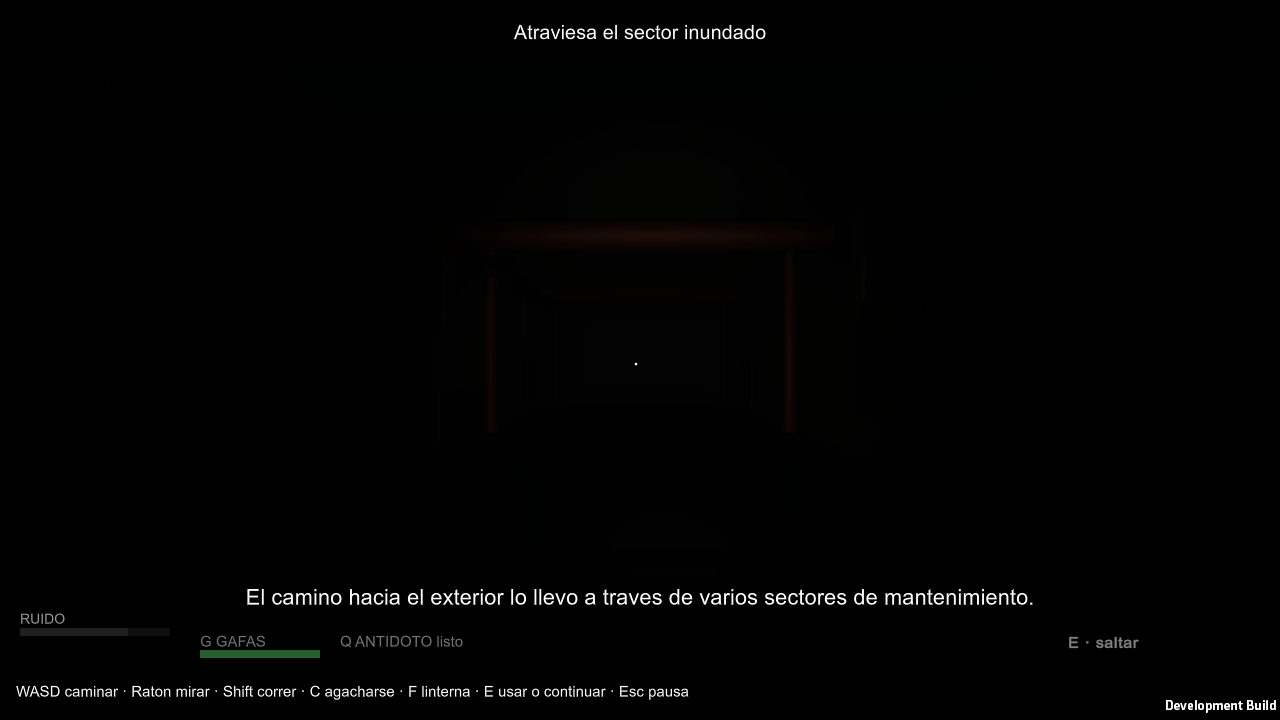 Atraviesa el sector inundado
El camino hacia el exterior lo llevo a traves de varios sectores de mantenimiento.
RUIDO
G GAFAS
Q ANTIDOTO listo
E · saltar
WASD caminar · Raton mirar · Shift correr · C agacharse · F linterna · E usar o continuar · Esc pausa
Development Build